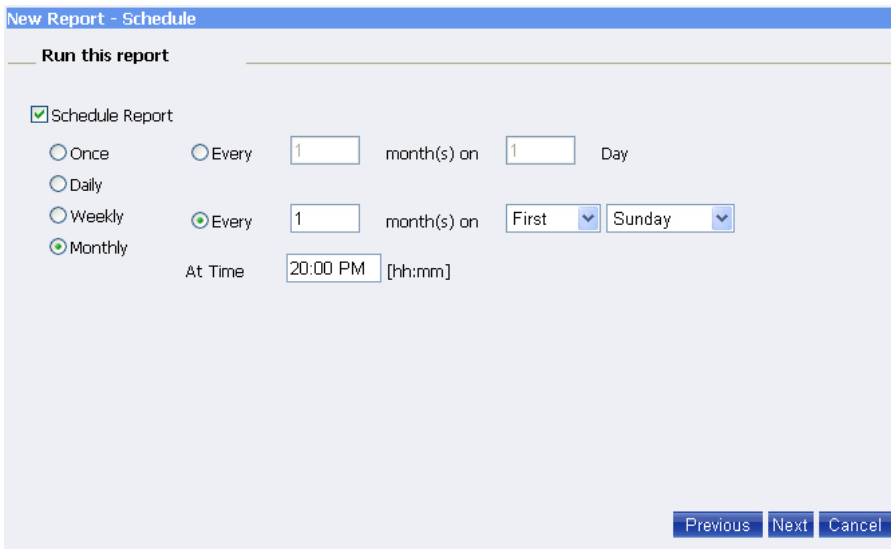 New Report - Schedule
Run this report
Schedule Report
Once
Every 1 month(s) on 1 Day
Daily
Weekly
Every 1 month(s) on First Sunday
Monthly
At Time 20:00 PM [hh:mm]
Previous Next Cancel